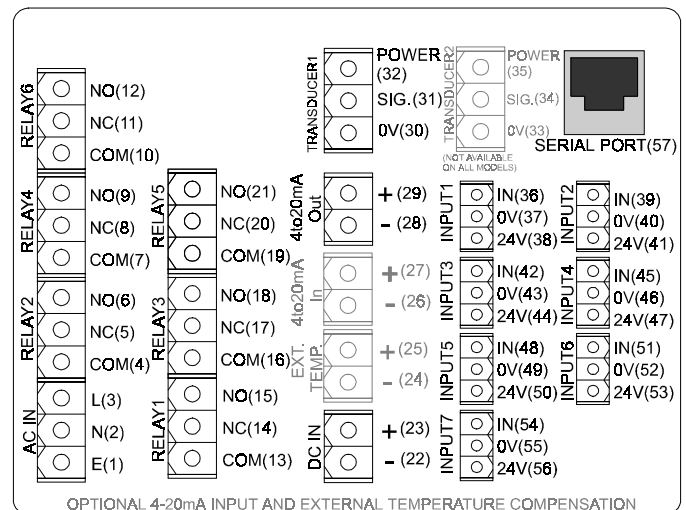 RELAY6
NO(12)
NC(11)
COM(10)
RELAY4
NO(9)
NC(8)
COM(7)
RELAY2
NO(6)
NC(5)
COM(4)
AC IN
L(3)
N(2)
E(1)
RELAY5
NO(21)
NC(20)
COM(19)
RELAY3
NO(18)
NC(17)
COM(16)
RELAY1
NO(15)
NC(14)
COM(13)
TRANSDUCER1
POWER
(32)
SIG.(31)
0V(30)
TRANSDUCER2
POWER
(35)
SIG.(34)
0V(33)
(NOT AVAILABLE
ON ALL MODELS)
SERIAL PORT(57)
4to20mA
Out
+(29)
-(28)
4to20mA
In
+(27)
-(26)
EXT.
TEMP.
+(25)
-(24)
DC IN
+(23)
-(22)
INPUT1
IN(36)
0V(37)
24V(38)
INPUT2
IN(39)
0V(40)
24V(41)
INPUT3
IN(42)
0V(43)
24V(44)
INPUT4
IN(45)
0V(46)
24V(47)
INPUT5
IN(48)
0V(49)
24V(50)
INPUT6
IN(51)
0V(52)
24V(53)
INPUT7
IN(54)
0V(55)
24V(56)
OPTIONAL 4-20mA INPUT AND EXTERNAL TEMPERATURE COMPENSATION